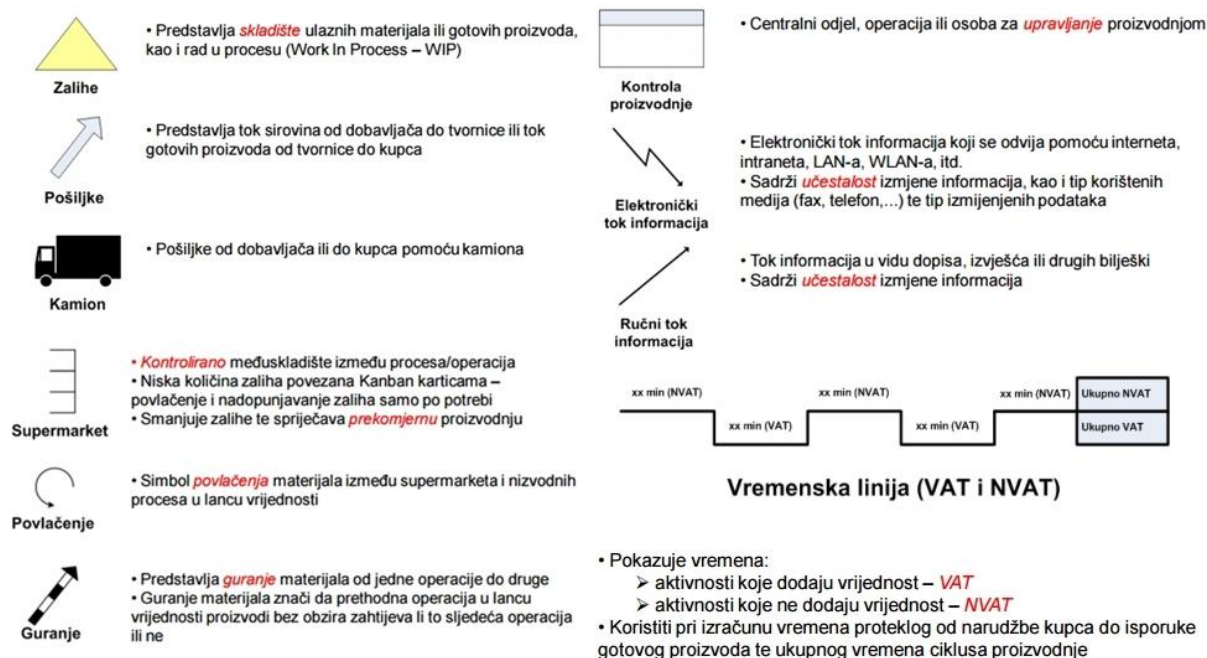 • Predstavlja skladište ulaznih materijala ili gotovih proizvoda,
kao i rad u procesu (Work In Process – WIP)
Zalihe
• Predstavlja tok sirovina od dobavljača do tvornice ili tok
gotovih proizvoda od tvornice do kupca
Pošiljke
• Pošiljke od dobavljača ili do kupca pomoću kamiona
Kamion
• Kontrolirano međuskladište između procesa/operacija
• Niska količina zaliha povezana Kanban karticama –
povlačenje i nadopunjavanje zaliha samo po potrebi
• Smanjuje zalihe te spriječava prekomjernu proizvodnju
Supermarket
• Simbol povlačenja materijala između supermarketa i nizvodnih
procesa u lancu vrijednosti
Povlačenje
• Predstavlja guranje materijala od jedne operacije do druge
• Guranje materijala znači da prethodna operacija u lancu
vrijednosti proizvodi bez obzira zahtijeva li to sljedeća operacija
ili ne
Guranje
• Centralni odjel, operacija ili osoba za upravljanje proizvodnjom
Kontrola
proizvodnje
• Elektronički tok informacija koji se odvija pomoću interneta,
intraneta, LAN-a, WLAN-a, itd.
• Sadrži učestalost izmjene informacija, kao i tip korištenih
medija (fax, telefon,...) te tip izmijenjenih podataka
Elektronički
tok informacija
• Tok informacija u vidu dopisa, izvješća ili drugih bilješki
• Sadrži učestalost izmjene informacija
Ručni tok
informacija
xx min (NVAT)
xx min (VAT)
xx min (NVAT)
xx min (VAT)
xx min (NVAT)
Ukupno NVAT
Ukupno VAT
Vremenska linija (VAT i NVAT)
• Pokazuje vremena:
➢ aktivnosti koje dodaju vrijednost – VAT
➢ aktivnosti koje ne dodaju vrijednost – NVAT
• Koristiti pri izračunu vremena proteklog od narudžbe kupca do isporuke
gotovog proizvoda te ukupnog vremena ciklusa proizvodnje